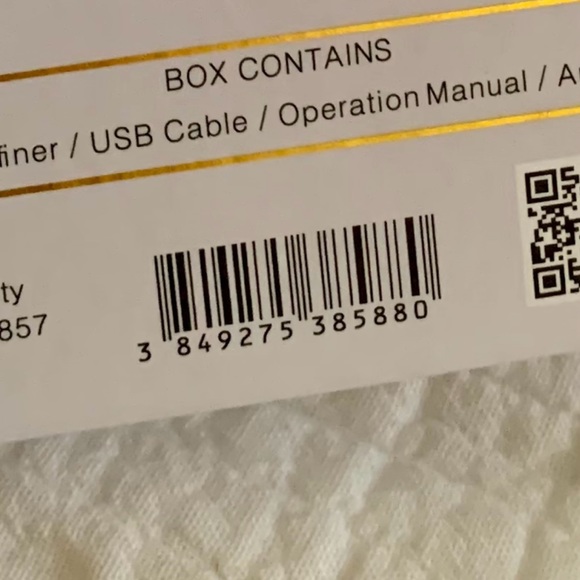 BOX CONTAINS
finer / USB Cable / Operation Manual / A
ty
857
3 849275 385880